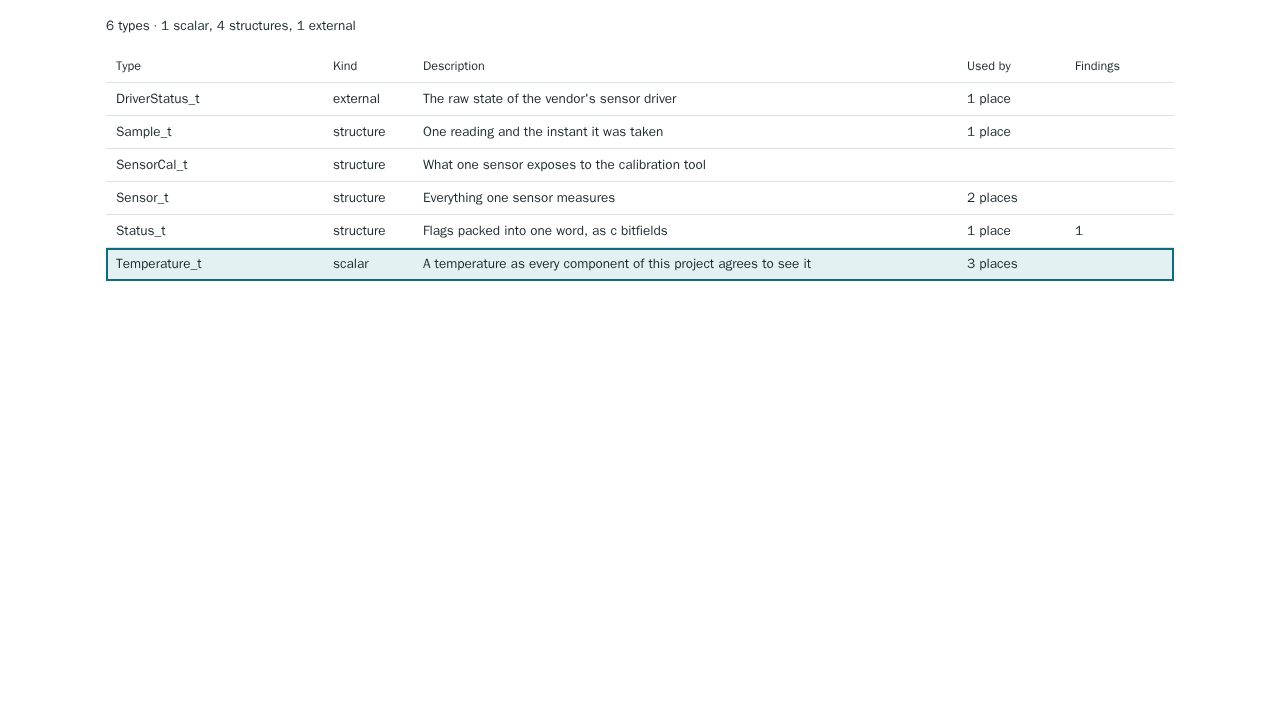 6 types · 1 scalar, 4 structures, 1 external
Type Kind Description Used by Findings
DriverStatus_t external The raw state of the vendor's sensor driver 1 place
Sample_t structure One reading and the instant it was taken 1 place
SensorCal_t structure What one sensor exposes to the calibration tool
Sensor_t structure Everything one sensor measures 2 places
Status_t structure Flags packed into one word, as c bitfields 1 place 1
Temperature_t scalar A temperature as every component of this project agrees to see it 3 places